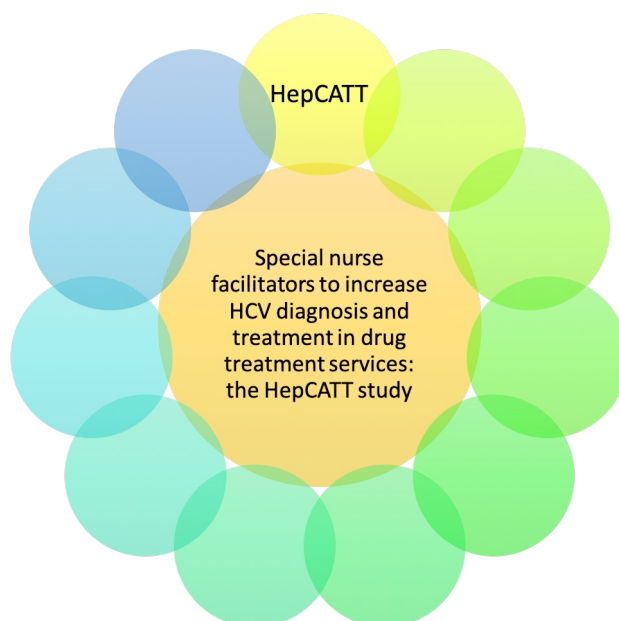 HepCATT
Special nurse
facilitators to increase
HCV diagnosis and
treatment in drug
treatment services:
the HepCATT study